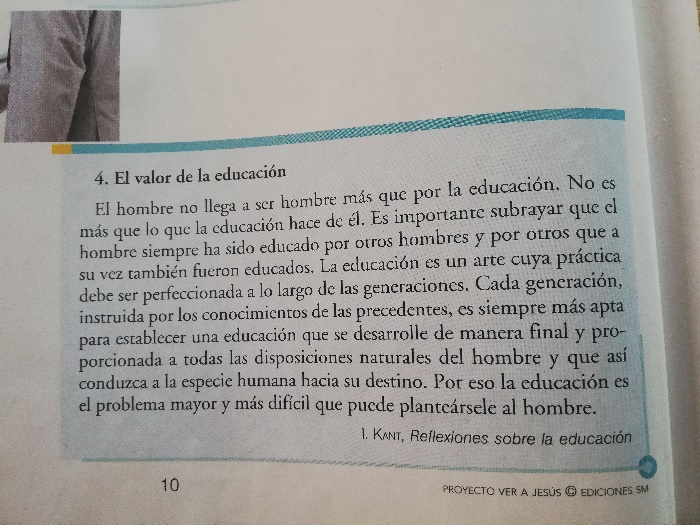 4. El valor de la educación
El hombre no llega a ser hombre más que por la educación. No es
más que lo que la educación hace de él. Es importante subrayar que el
hombre siempre ha sido educado por otros hombres y por otros que a
su vez también fueron educados. La educación es un arte cuya práctica
debe ser perfeccionada a lo largo de las generaciones. Cada generación,
instruida por los conocimientos de las precedentes, es siempre más apta
para establecer una educación que se desarrolle de manera final y pro-
porcionada a todas las disposiciones naturales del hombre y que así
conduzca a la especie humana hacia su destino. Por eso la educación es
el problema mayor y más difícil que puede planteársele al hombre.
I. KANT, Reflexiones sobre la educación
10
PROYECTO VER A JESÚS © EDICIONES SM